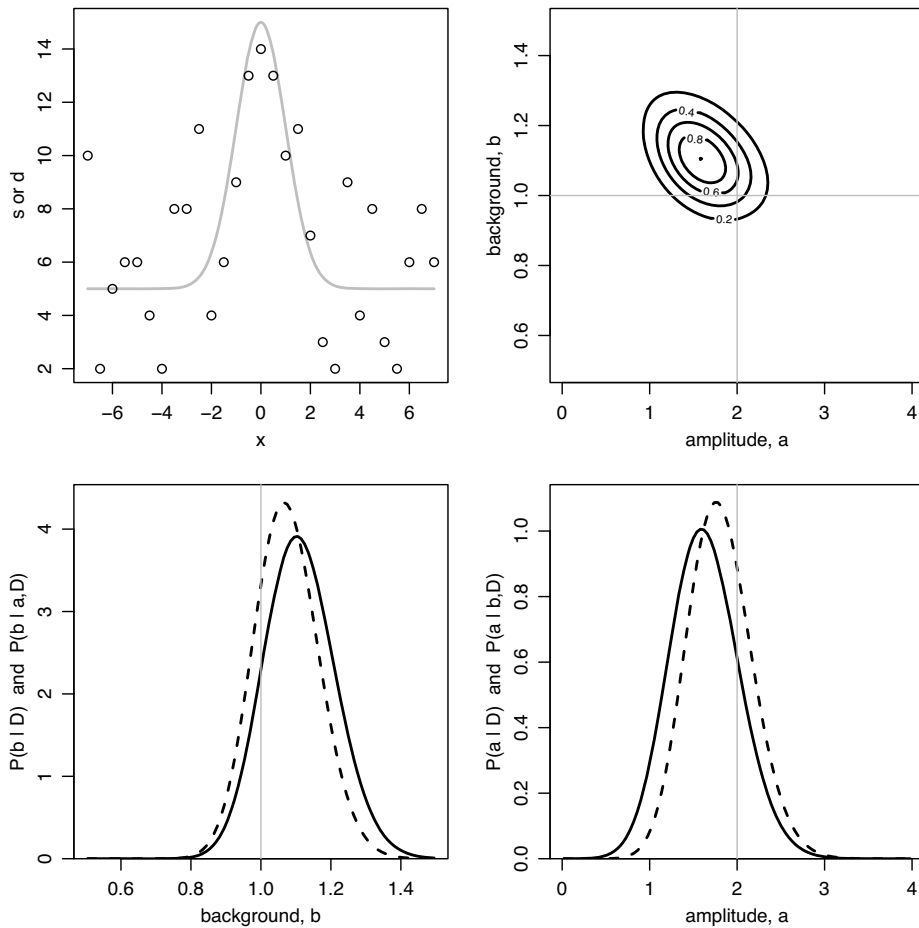 14
12
10
8
6
4
2
s or d
−6 −4 −2 0 2 4 6
x
1.4
1.2
1.0
0.8
0.6
background, b
0.4
0.8
0.6
0.2
0 1 2 3 4
amplitude, a
4
3
2
1
0
P(b | D) and P(b | a,D)
0.6 0.8 1.0 1.2 1.4
background, b
1.0
0.8
0.6
0.4
0.2
0.0
P(a | D) and P(a | b,D)
0 1 2 3 4
amplitude, a